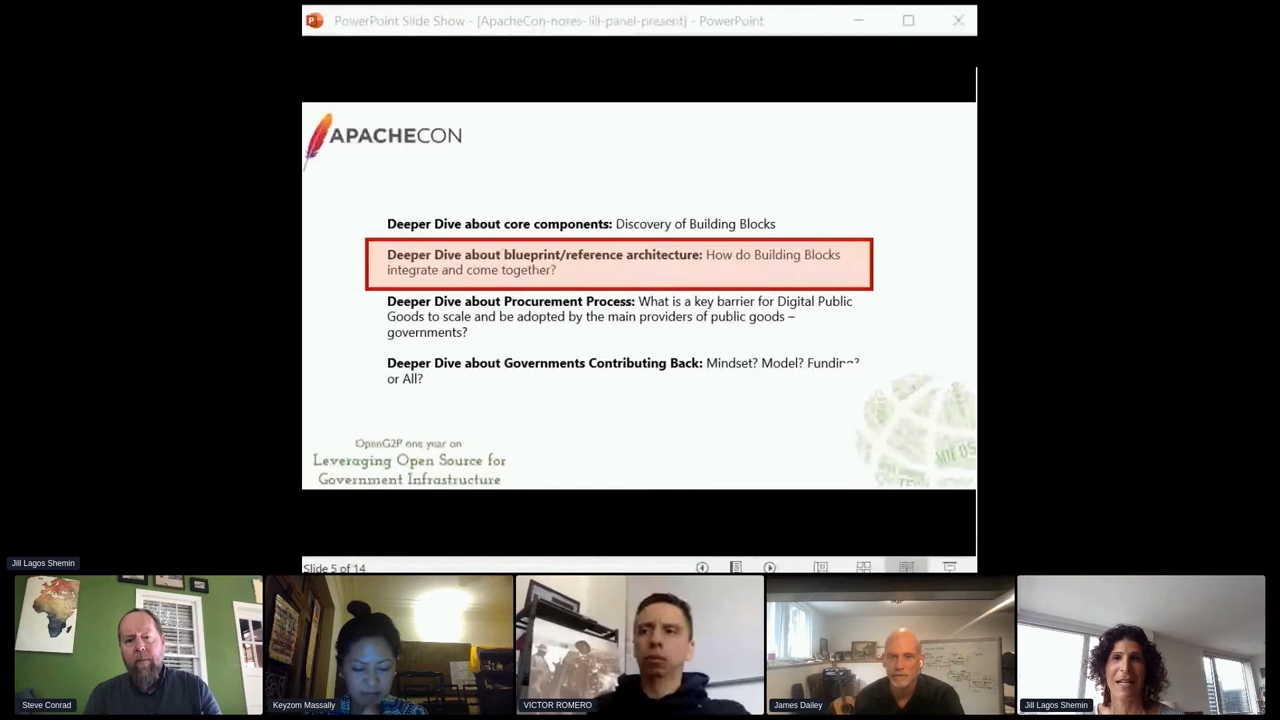 PowerPoint Slide Show - [ApacheCon-notes-Jill-panel-present] - PowerPoint
APACHECON
Deeper Dive about core components: Discovery of Building Blocks
Deeper Dive about blueprint/reference architecture: How do Building Blocks
integrate and come together?
Deeper Dive about Procurement Process: What is a key barrier for Digital Public
Goods to scale and be adopted by the main providers of public goods –
governments?
Deeper Dive about Governments Contributing Back: Mindset? Model? Funding?
or All?
OpenG2P one year on
Leveraging Open Source for
Government Infrastructure
Slide 5 of 14
Jill Lagos Shemin
Steve Conrad
Keyzom Massally
VICTOR ROMERO
James Dailey
Jill Lagos Shemin